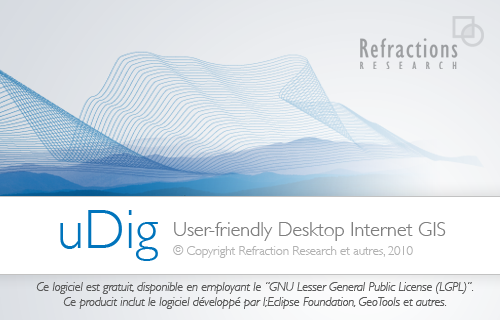 Refractions
RESEARCH
uDig User-friendly Desktop Internet GIS
© Copyright Refraction Research et autres, 2010
Ce logiciel est gratuit, disponible en employant le "GNU Lesser General Public License (LGPL)".
Ce producit inclut le logiciel développé par l;Eclipse Foundation, GeoTools et autres.